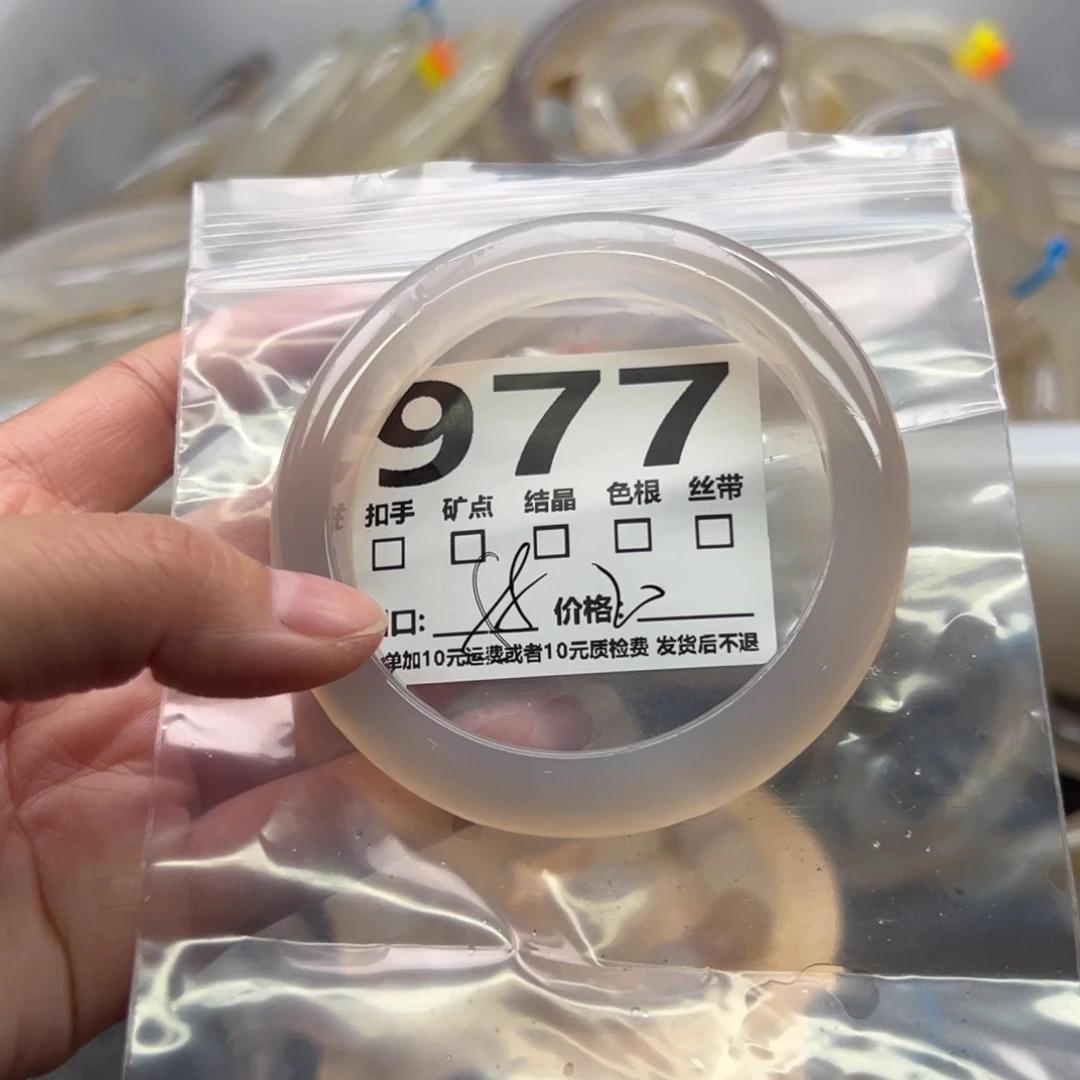 977
扣手 矿点 结晶 色根 丝带
口: 58 价格:
单加10元运费或者10元质检费 发货后不退